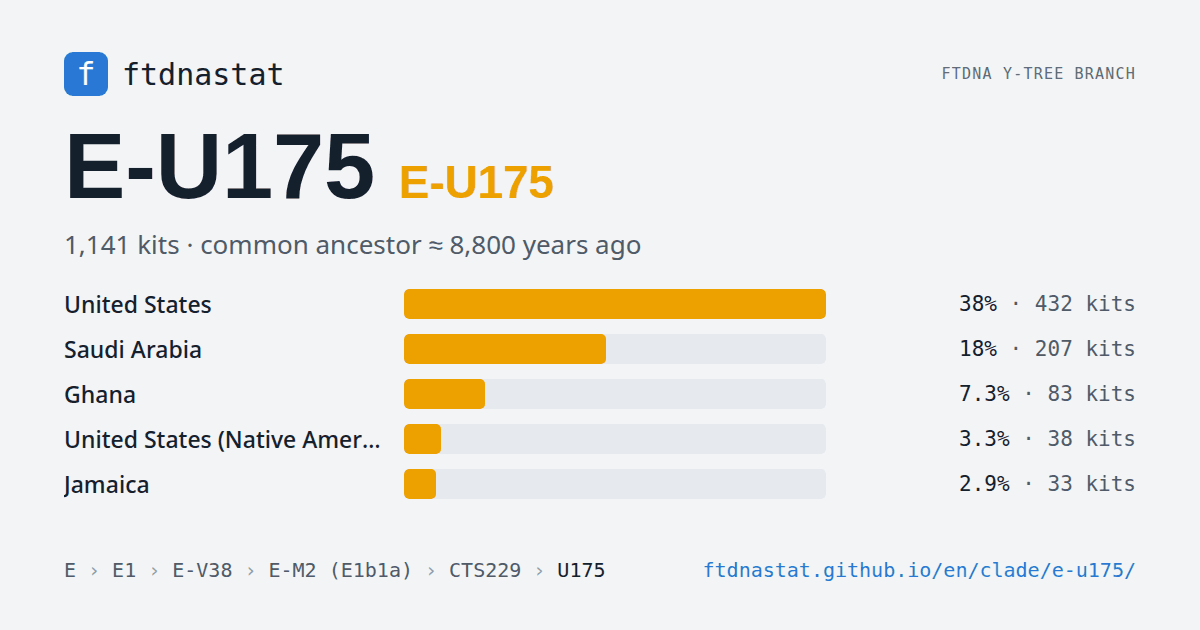 f ftdnastat
FTDNA Y-TREE BRANCH
E-U175 E-U175
1,141 kits · common ancestor ≈ 8,800 years ago
United States 38% · 432 kits
Saudi Arabia 18% · 207 kits
Ghana 7.3% · 83 kits
United States (Native Amer... 3.3% · 38 kits
Jamaica 2.9% · 33 kits
E › E1 › E-V38 › E-M2 (E1b1a) › CTS229 › U175
ftdnastat.github.io/en/clade/e-u175/